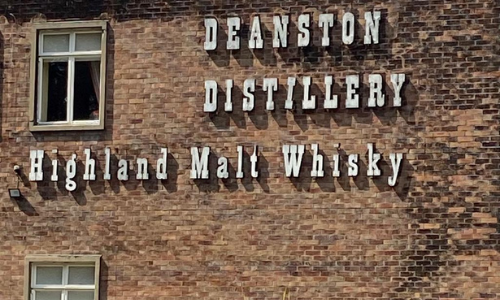 DEANSTON
DISTILLERY
Highland Malt Whisky